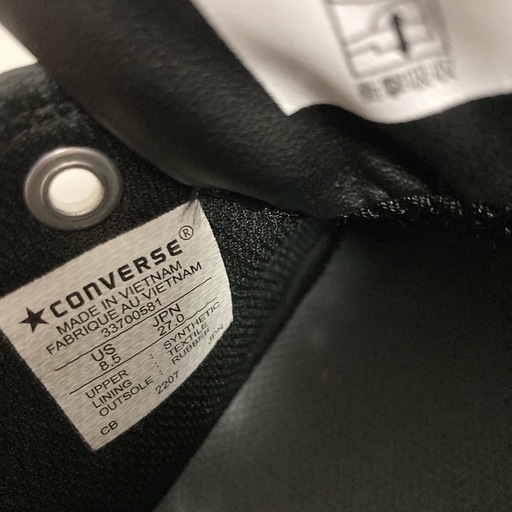 ★CONVERSE®
MADE IN VIETNAM
FABRIQUE AU VIETNAM
33700581
US JPN
8.5 27.0
UPPER : SYNTHETIC
LINING : TEXTILE
OUTSOLE : RUBBER JPN
CB 2207